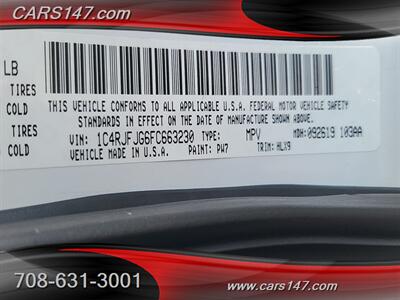 CARS147.com
LB
TIRES
COLD
TIRES
COLD
THIS VEHICLE CONFORMS TO ALL APPLICABLE U.S.A. FEDERAL MOTOR VEHICLE SAFETY
STANDARDS IN EFFECT ON THE DATE OF MANUFACTURE SHOWN ABOVE.
VIN: 1C4RJFJG6FC663230 TYPE: MPV MDH: 092619 103AA
VEHICLE MADE IN U.S.A. PAINT: PW7 TRIM: HLX9
708-631-3001
cars147.com